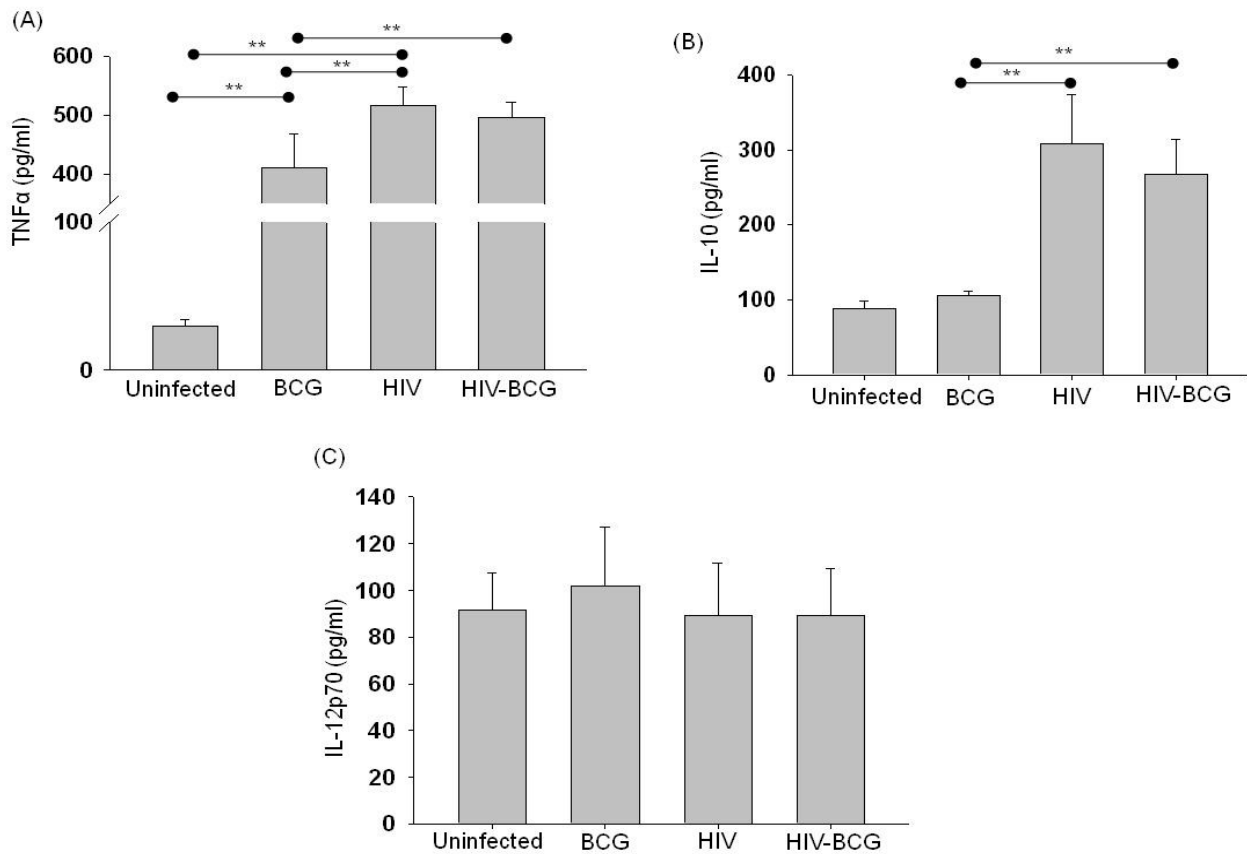 (A)
**
**
**
**
600
500
400
100
0
TNFα (pg/ml)
Uninfected BCG HIV HIV-BCG
(B)
**
**
400
300
200
100
0
IL-10 (pg/ml)
Uninfected BCG HIV HIV-BCG
(C)
140
120
100
80
60
40
20
0
IL-12p70 (pg/ml)
Uninfected BCG HIV HIV-BCG